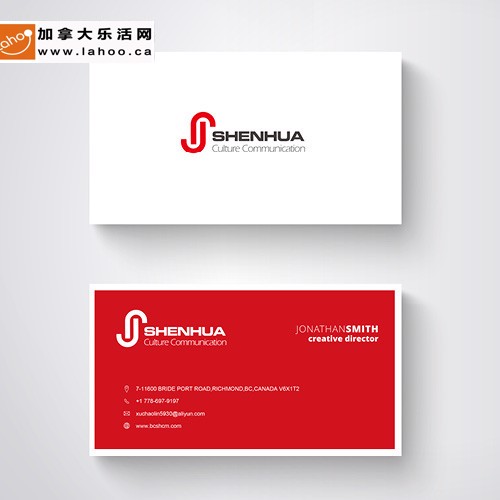 Lahoo
加拿大乐活网
www.lahoo.ca
SHENHUA
Culture Communication
SHENHUA
Culture Communication
JONATHANSMITH
creative director
7-11600 BRIDE PORT ROAD,RICHMOND,BC,CANADA V6X1T2
+1 778-697-9197
xuchaolin5930@aliyun.com
www.bcshcm.com